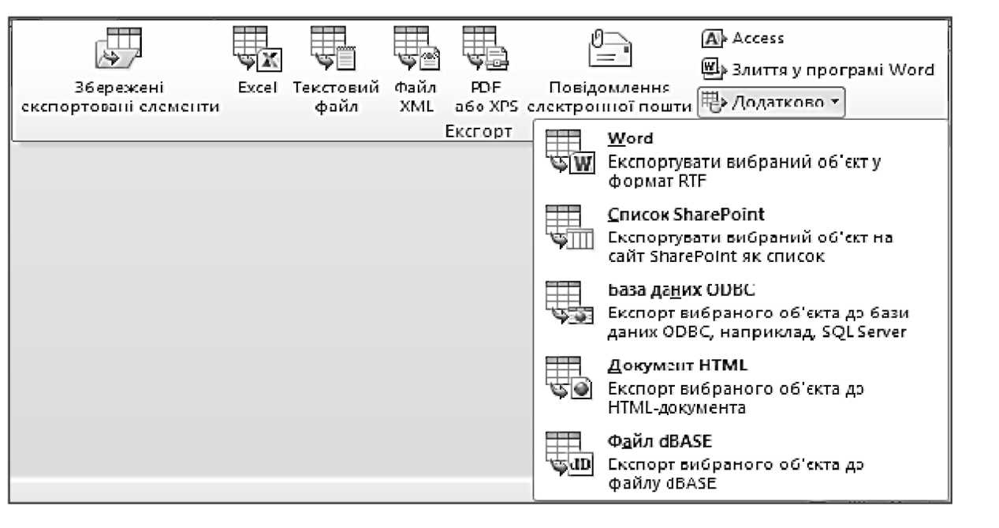 Збережені
експортовані елементи
Excel
Текстовий
файл
Файл
XML
PDF
або XPS
Повідомлення
електронної пошти
Access
Злиття у програмі Word
Додатково
Експорт
Word
Експортувати вибраний об'єкт у
формат RTF
Список SharePoint
Експортувати вибраний об'єкт на
сайт SharePoint як список
База даних ODBC
Експорт вибраного об'єкта до бази
даних ODBC, наприклад, SQL Server
Документ HTML
Експорт вибраного об'єкта до
HTML-документа
Файл dBASE
Експорт вибраного об'єкта до
файлу dBASE